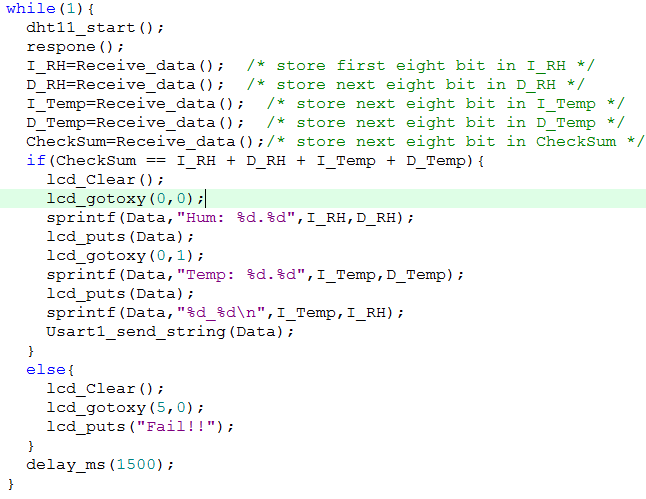 while(1){
  dht11_start();
  respone();
  I_RH=Receive_data();  /* store first eight bit in I_RH */
  D_RH=Receive_data();  /* store next eight bit in D_RH */
  I_Temp=Receive_data();  /* store next eight bit in I_Temp */
  D_Temp=Receive_data();  /* store next eight bit in D_Temp */
  CheckSum=Receive_data();/* store next eight bit in CheckSum */
  if(CheckSum == I_RH + D_RH + I_Temp + D_Temp){
    lcd_Clear();
    lcd_gotoxy(0,0);
    sprintf(Data,"Hum: %d.%d",I_RH,D_RH);
    lcd_puts(Data);
    lcd_gotoxy(0,1);
    sprintf(Data,"Temp: %d.%d",I_Temp,D_Temp);
    lcd_puts(Data);
    sprintf(Data,"%d_%d\n",I_Temp,I_RH);
    Usart1_send_string(Data);
  }
  else{
    lcd_Clear();
    lcd_gotoxy(5,0);
    lcd_puts("Fail!!");
  }
  delay_ms(1500);
}